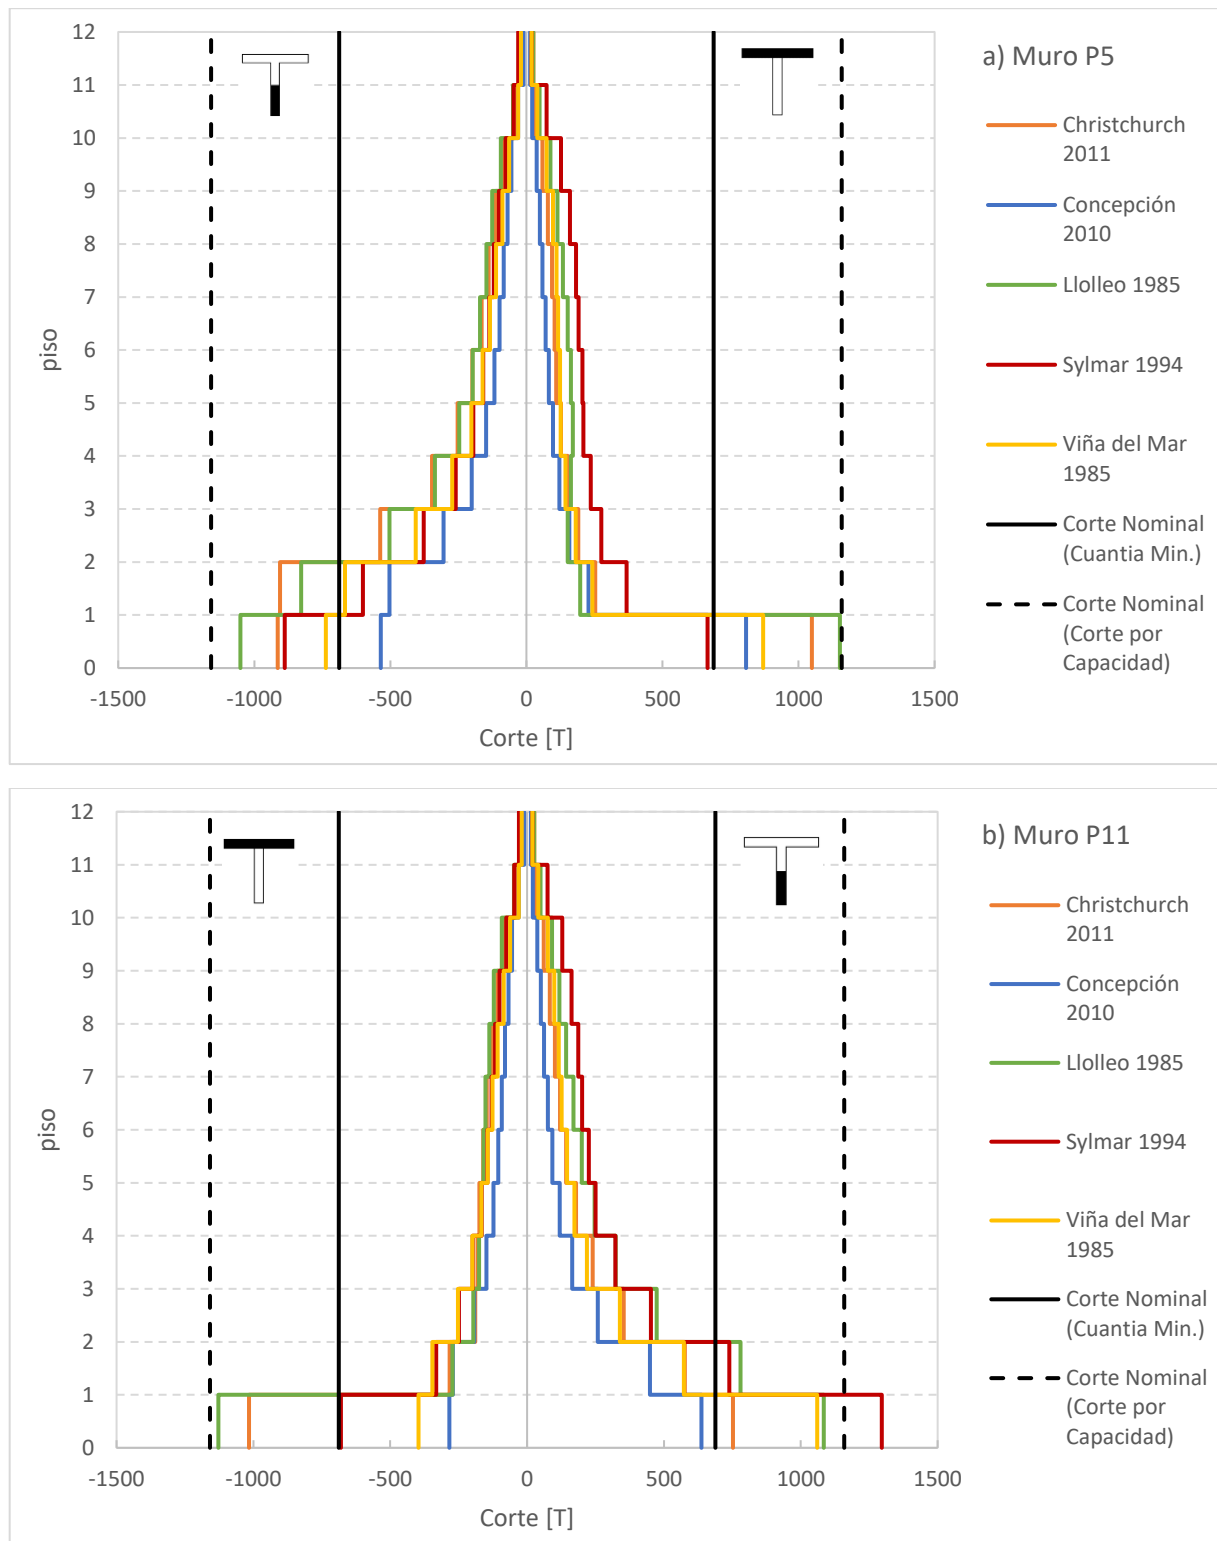 a) Muro P5
12
11
10
9
8
7
6
5
4
3
2
1
0
piso
-1500
-1000
-500
0
500
1000
1500
Corte [T]
Christchurch
2011
Concepción
2010
Llolleo 1985
Sylmar 1994
Viña del Mar
1985
Corte Nominal
(Cuantia Min.)
Corte Nominal
(Corte por
Capacidad)
b) Muro P11
12
11
10
9
8
7
6
5
4
3
2
1
0
piso
-1500
-1000
-500
0
500
1000
1500
Corte [T]
Christchurch
2011
Concepción
2010
Llolleo 1985
Sylmar 1994
Viña del Mar
1985
Corte Nominal
(Cuantia Min.)
Corte Nominal
(Corte por
Capacidad)